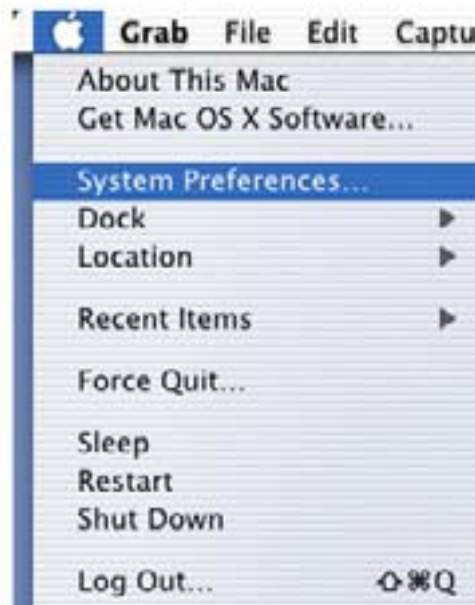 Grab File Edit Captu
About This Mac
Get Mac OS X Software...
System Preferences...
Dock
Location
Recent Items
Force Quit...
Sleep
Restart
Shut Down
Log Out... ⇧⌘Q